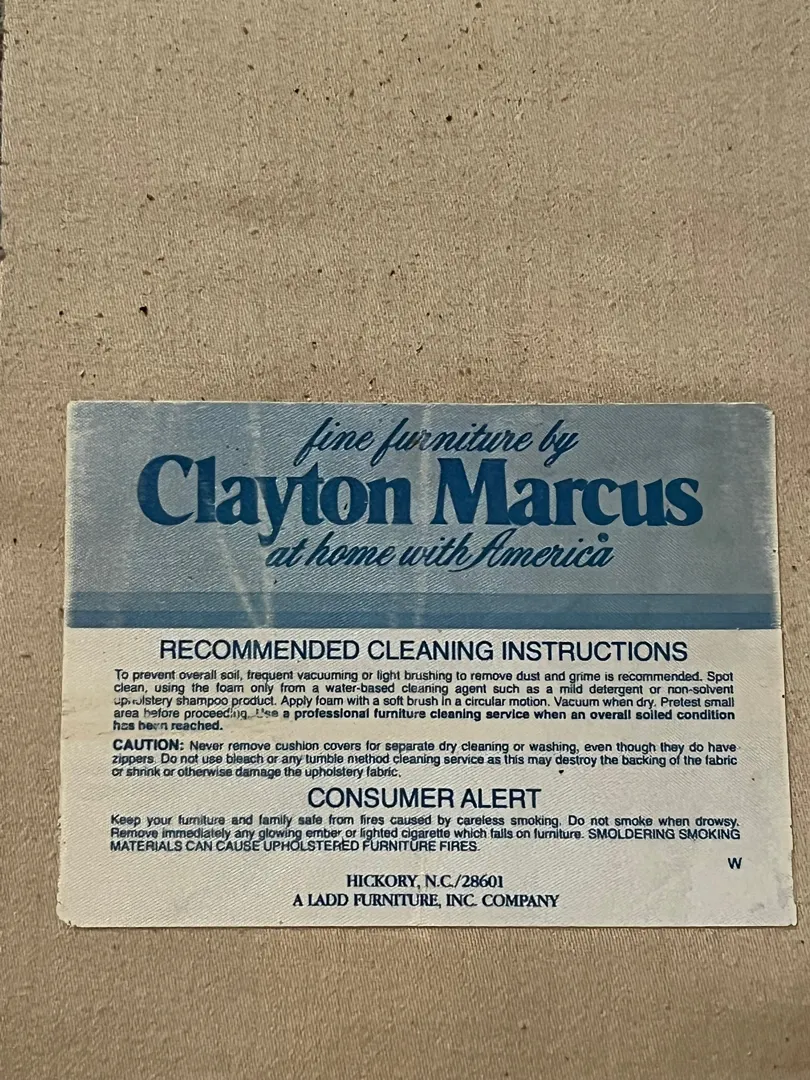 fine furniture by
Clayton Marcus
at home with America®
RECOMMENDED CLEANING INSTRUCTIONS
To prevent overall soil, frequent vacuuming or light brushing to remove dust and grime is recommended. Spot
clean, using the foam only from a water-based cleaning agent such as a mild detergent or non-solvent
upholstery shampoo product. Apply foam with a soft brush in a circular motion. Vacuum when dry. Pretest small
area before proceeding. Use a professional furniture cleaning service when an overall soiled condition
has been reached.
CAUTION: Never remove cushion covers for separate dry cleaning or washing, even though they do have
zippers. Do not use bleach or any tumble method cleaning service as this may destroy the backing of the fabric
or shrink or otherwise damage the upholstery fabric.
CONSUMER ALERT
Keep your furniture and family safe from fires caused by careless smoking. Do not smoke when drowsy.
Remove immediately any glowing ember or lighted cigarette which falls on furniture. SMOLDERING SMOKING
MATERIALS CAN CAUSE UPHOLSTERED FURNITURE FIRES.
W
HICKORY, N.C./28601
A LADD FURNITURE, INC. COMPANY